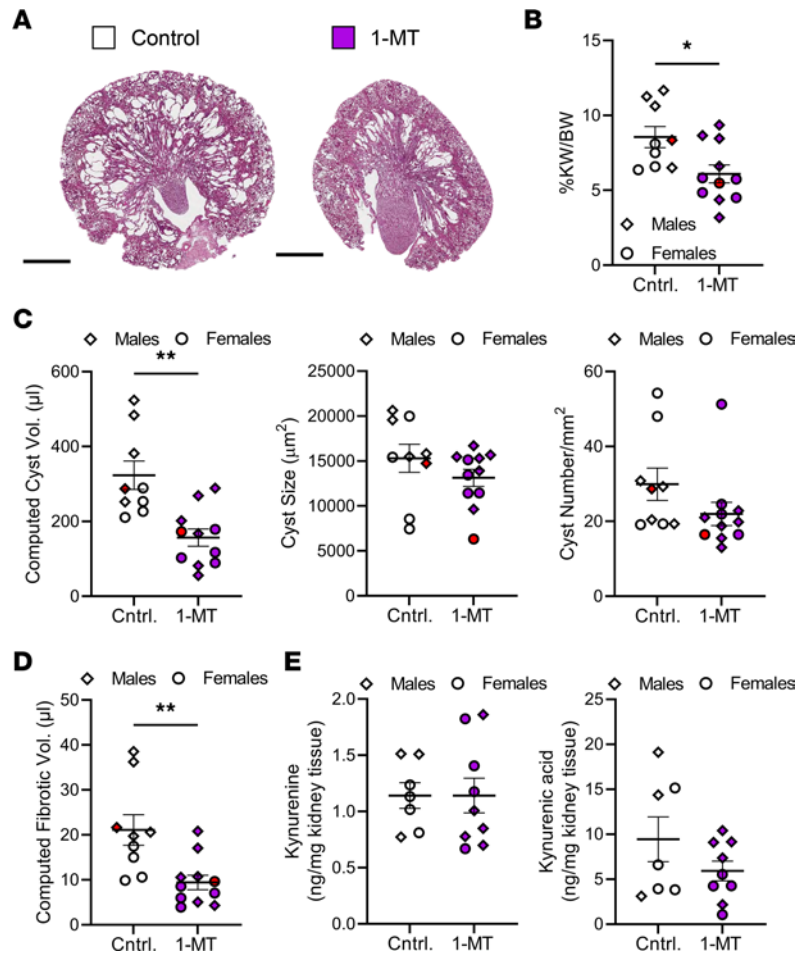 A
Control
1-MT
B
*
%KW/BW
15
10
5
0
Males
Females
Cntrl.
1-MT
C
Males
Females
**
Computed Cyst Vol. (µl)
600
400
200
0
Cntrl.
1-MT
Males
Females
Cyst Size (µm²)
25000
20000
15000
10000
5000
0
Cntrl.
1-MT
Males
Females
Cyst Number/mm²
60
40
20
0
Cntrl.
1-MT
D
Males
Females
**
Computed Fibrotic Vol. (µl)
50
40
30
20
10
0
Cntrl.
1-MT
E
Males
Females
Kynurenine
(ng/mg kidney tissue)
2.0
1.5
1.0
0.5
0.0
Cntrl.
1-MT
Males
Females
Kynurenic acid
(ng/mg kidney tissue)
25
20
15
10
5
0
Cntrl.
1-MT